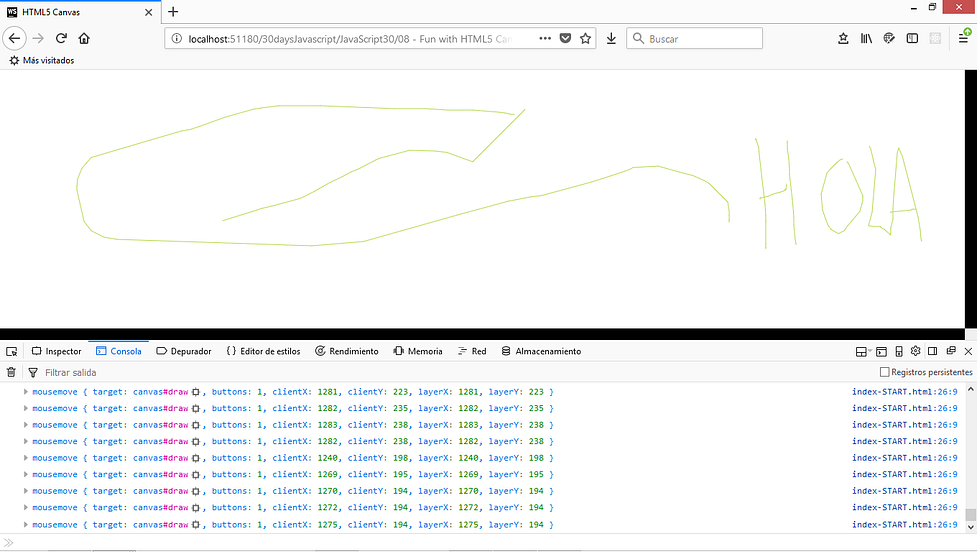 HTML5 Canvas
localhost:51180/30daysJavascript/JavaScript30/08 - Fun with HTML5 Can
Buscar
Más visitados
HOLA
Inspector Consola Depurador Editor de estilos Rendimiento Memoria Red Almacenamiento
Filtrar salida Registros persistentes
mousemove { target: canvas#draw , buttons: 1, clientX: 1281, clientY: 223, layerX: 1281, layerY: 223 } index-START.html:26:9
mousemove { target: canvas#draw , buttons: 1, clientX: 1282, clientY: 235, layerX: 1282, layerY: 235 } index-START.html:26:9
mousemove { target: canvas#draw , buttons: 1, clientX: 1283, clientY: 238, layerX: 1283, layerY: 238 } index-START.html:26:9
mousemove { target: canvas#draw , buttons: 1, clientX: 1282, clientY: 238, layerX: 1282, layerY: 238 } index-START.html:26:9
mousemove { target: canvas#draw , buttons: 1, clientX: 1240, clientY: 198, layerX: 1240, layerY: 198 } index-START.html:26:9
mousemove { target: canvas#draw , buttons: 1, clientX: 1269, clientY: 195, layerX: 1269, layerY: 195 } index-START.html:26:9
mousemove { target: canvas#draw , buttons: 1, clientX: 1270, clientY: 194, layerX: 1270, layerY: 194 } index-START.html:26:9
mousemove { target: canvas#draw , buttons: 1, clientX: 1272, clientY: 194, layerX: 1272, layerY: 194 } index-START.html:26:9
mousemove { target: canvas#draw , buttons: 1, clientX: 1275, clientY: 194, layerX: 1275, layerY: 194 } index-START.html:26:9